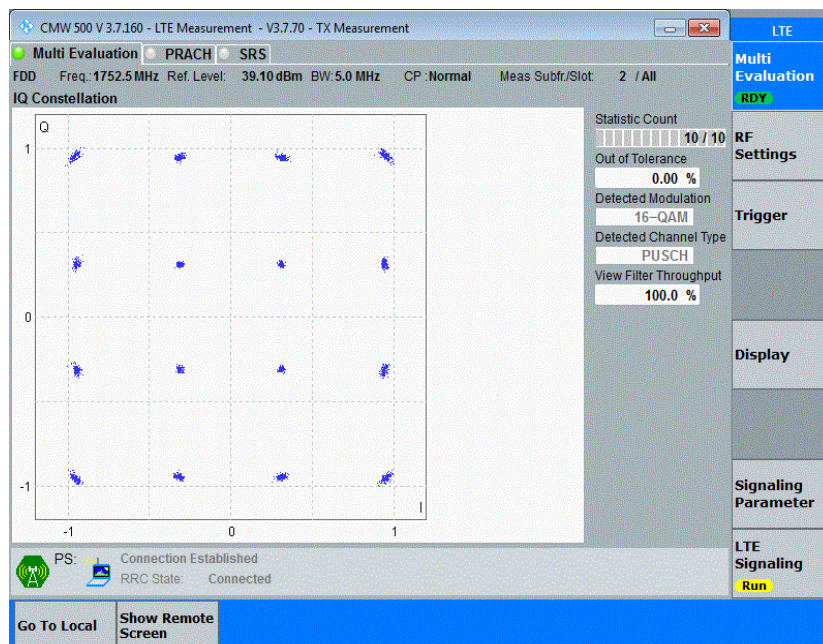 CMW 500 V 3.7.160 - LTE Measurement - V3.7.70 - TX Measurement
LTE
Multi Evaluation PRACH SRS
FDD Freq.: 1752.5 MHz Ref. Level: 39.10 dBm BW: 5.0 MHz CP : Normal Meas Subfr./Slot: 2 / All
IQ Constellation
Q
1
0
-1
I
-1 0 1
Statistic Count
10 / 10
Out of Tolerance
0.00 %
Detected Modulation
16-QAM
Detected Channel Type
PUSCH
View Filter Throughput
100.0 %
Multi
Evaluation
RDY
RF
Settings
Trigger
Display
Signaling
Parameter
LTE
Signaling
Run
PS: Connection Established
RRC State: Connected
Go To Local
Show Remote
Screen